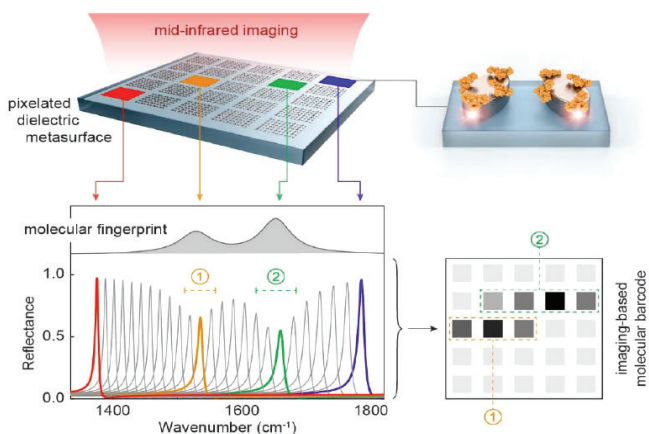 mid-infrared imaging
pixelated
dielectric
metasurface
molecular fingerprint
②
①
②
1.0
0.5
0.0
Reflectance
1400
1600
1800
Wavenumber (cm⁻¹)
①
imaging-based
molecular barcode